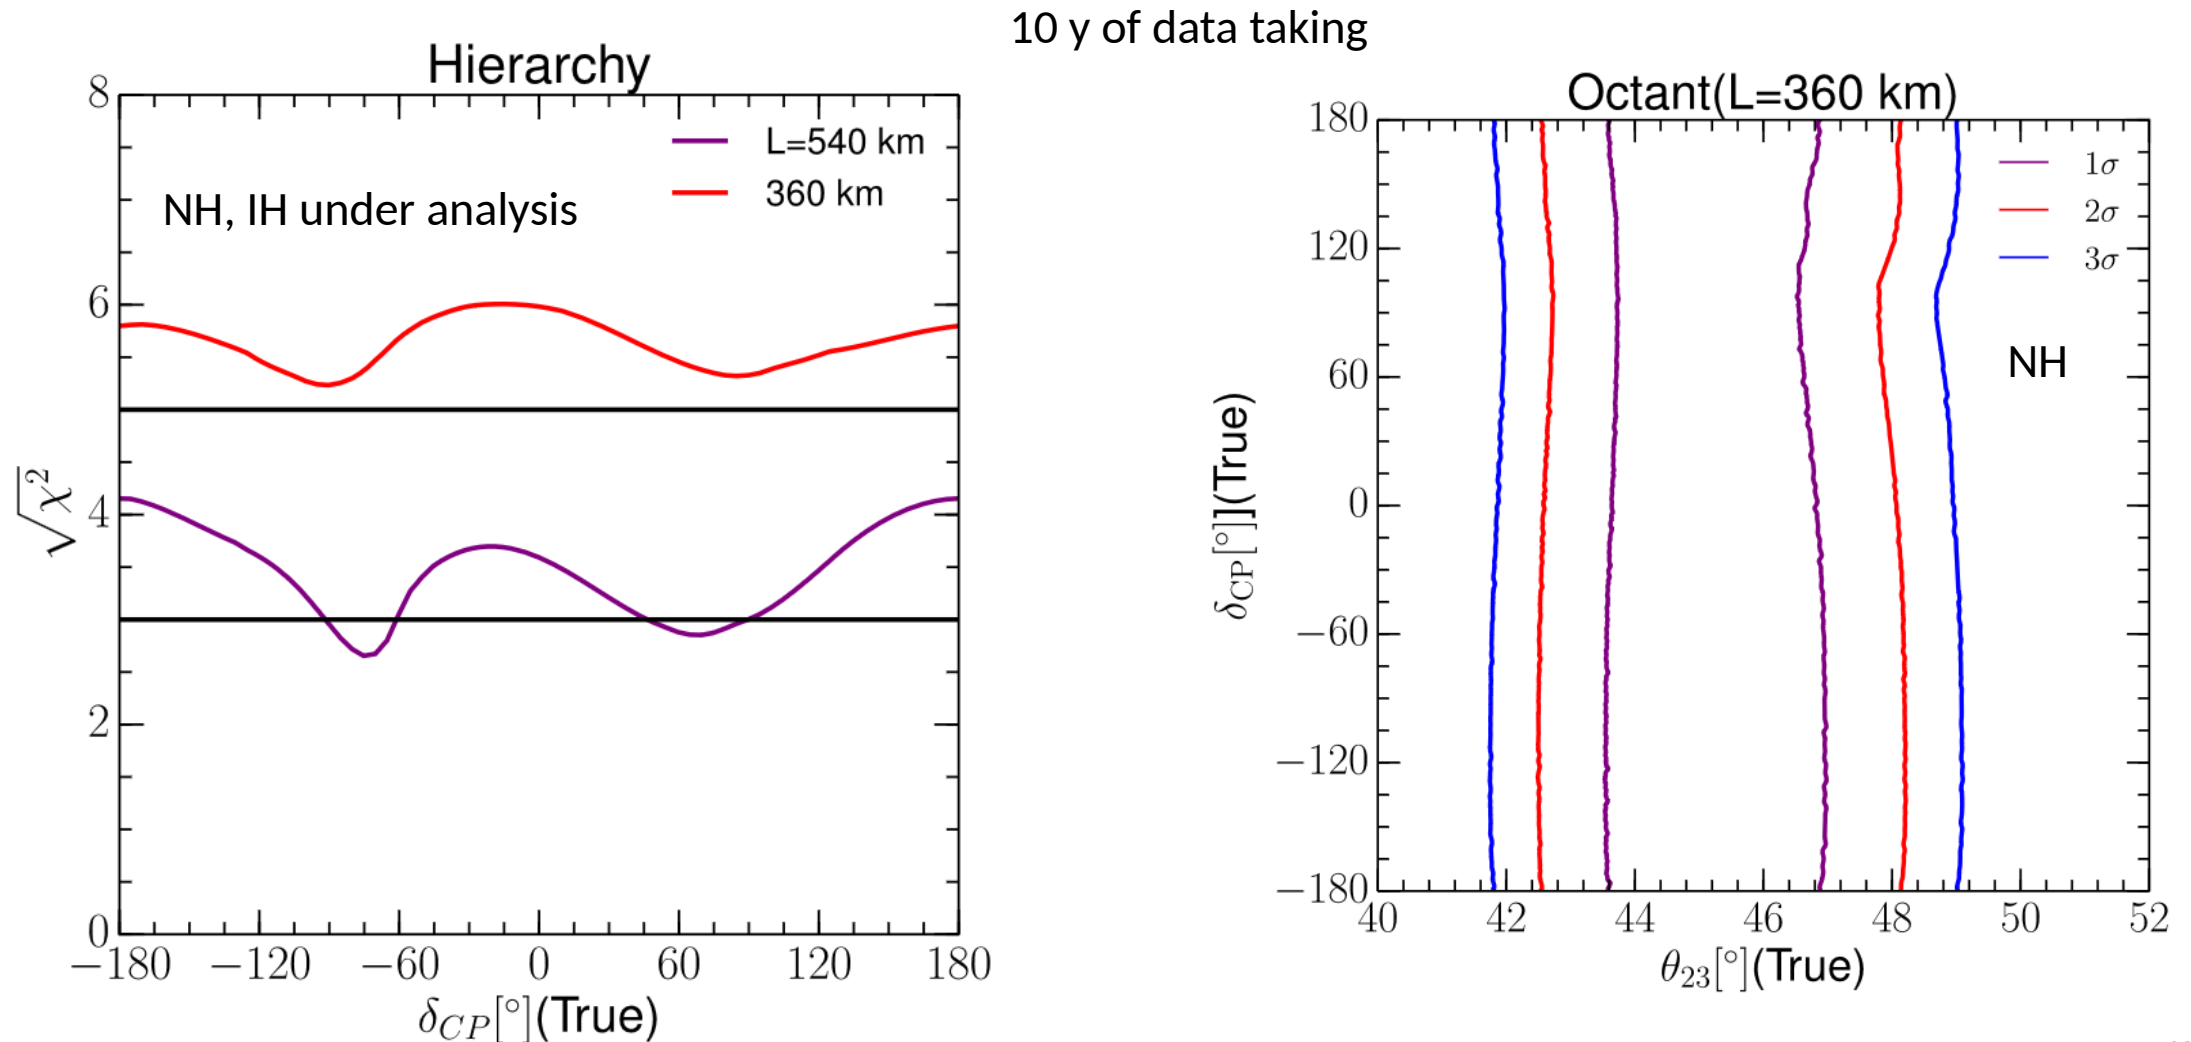 10 y of data taking
Hierarchy
8
6
4
2
0
−180 −120 −60 0 60 120 180
√χ²
δCP[°](True)
L=540 km
360 km
NH, IH under analysis
Octant(L=360 km)
180
120
60
0
−60
−120
−180
40 42 44 46 48 50 52
δCP[°]](True)
θ23[°](True)
1σ
2σ
3σ
NH